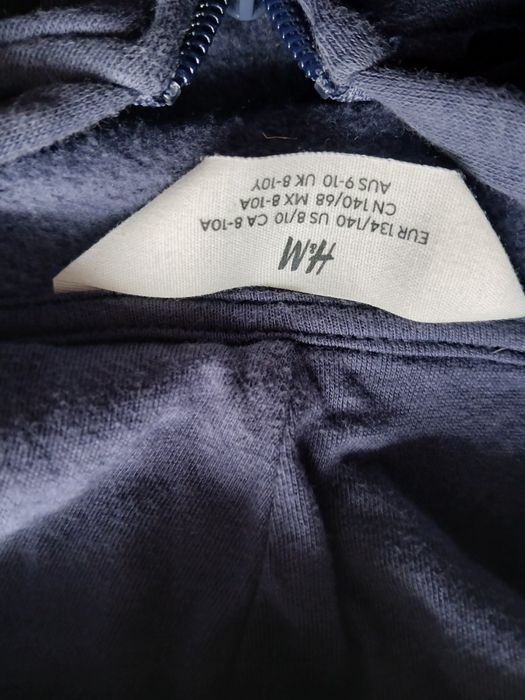 H&M
EUR 134/140 US 8/10 CA 8-10A
CN 140/68 MX 8-10A
AUS 9-10 UK 8-10Y